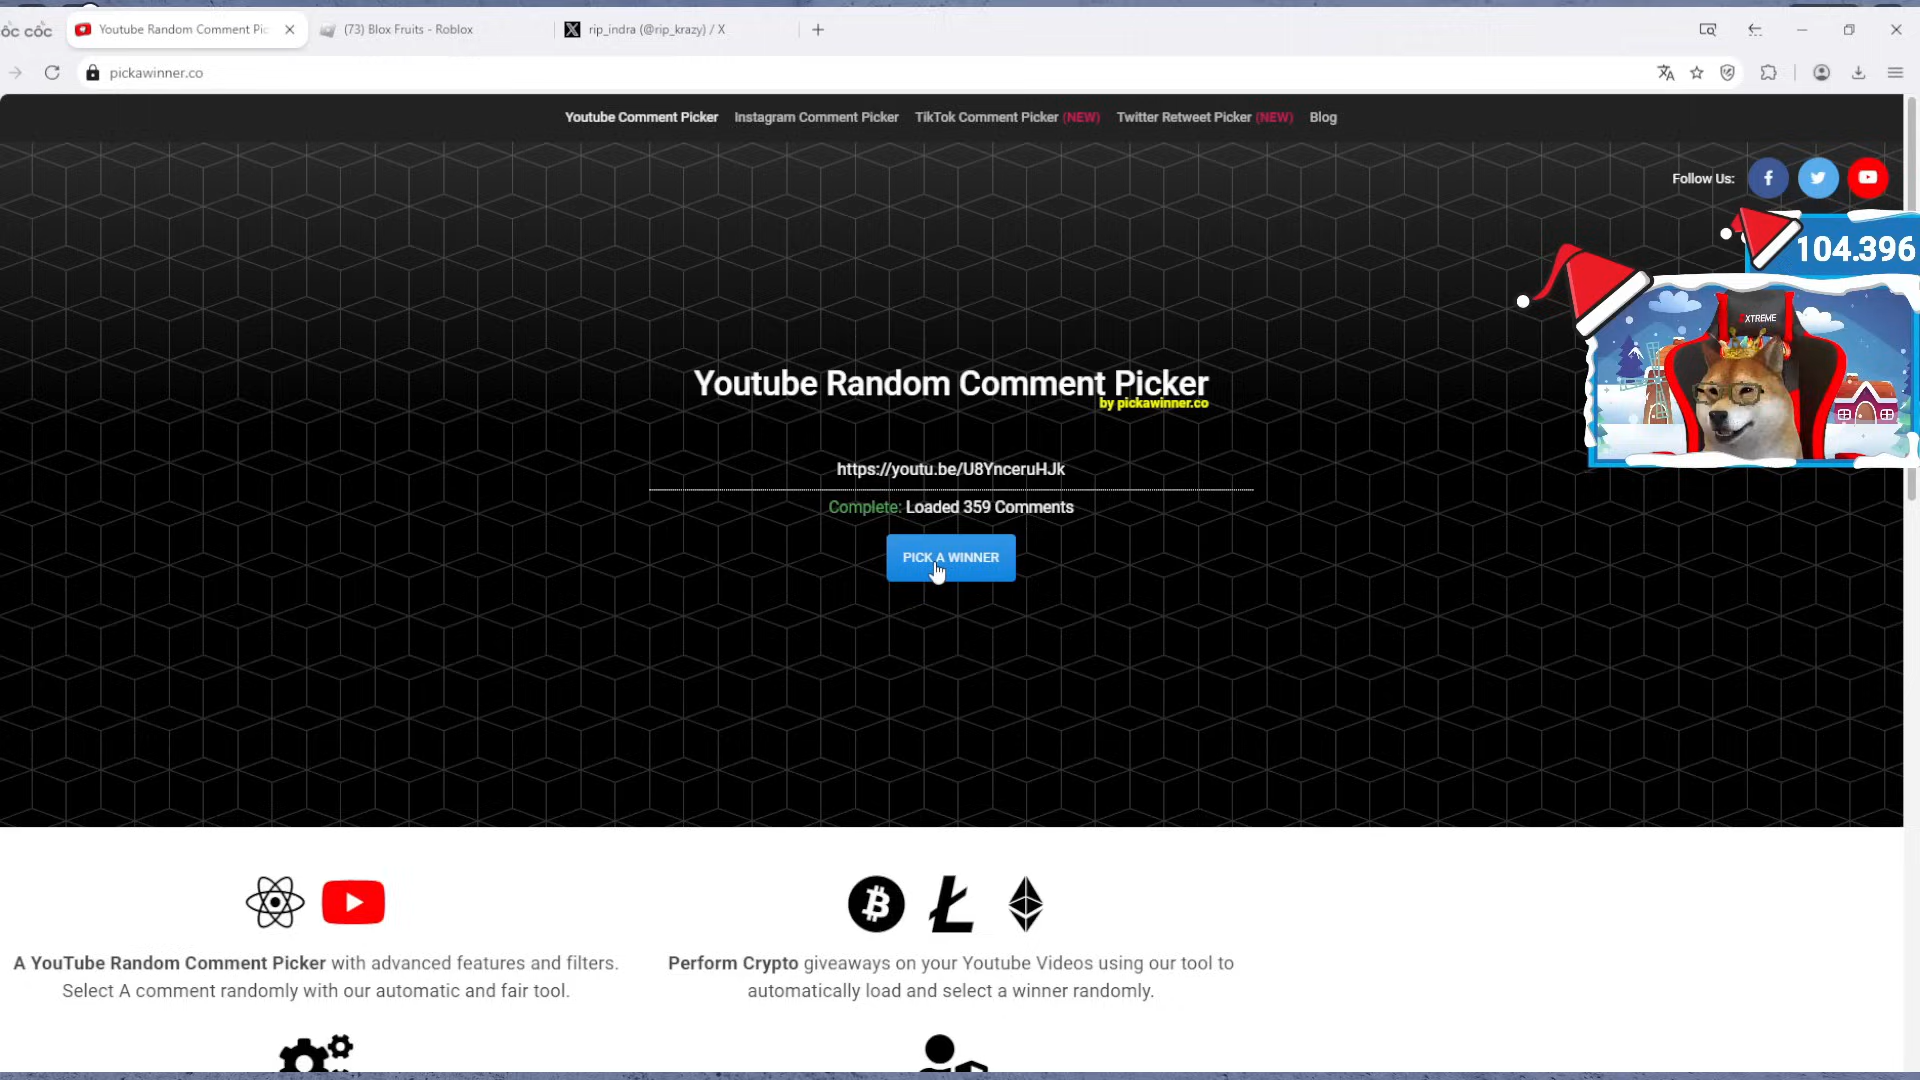 ốc cốc
Youtube Random Comment Pic
(73) Blox Fruits - Roblox
rip_indra (@rip_krazy) / X
pickawinner.co
Youtube Comment Picker
Instagram Comment Picker
TikTok Comment Picker (NEW)
Twitter Retweet Picker (NEW)
Blog
Follow Us:
104.396
XTREME
Youtube Random Comment Picker
by pickawinner.co
https://youtu.be/U8YnceruHJk
Complete: Loaded 359 Comments
PICK A WINNER
A YouTube Random Comment Picker with advanced features and filters.
Select A comment randomly with our automatic and fair tool.
Perform Crypto giveaways on your Youtube Videos using our tool to
automatically load and select a winner randomly.